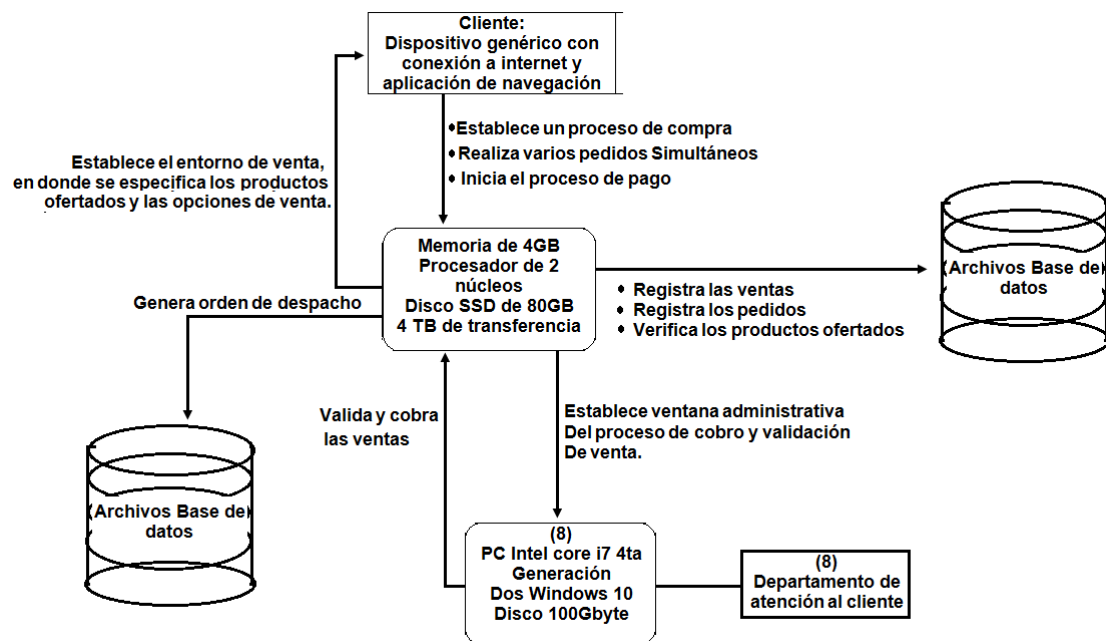 Cliente:
Dispositivo genérico con
conexión a internet y
aplicación de navegación
•Establece un proceso de compra
• Realiza varios pedidos Simultáneos
• Inicia el proceso de pago
Establece el entorno de venta,
en donde se especifica los productos
ofertados y las opciones de venta.
Memoria de 4GB
Procesador de 2
núcleos
Disco SSD de 80GB
4 TB de transferencia
(Archivos Base de)
datos
• Registra las ventas
• Registra los pedidos
• Verifica los productos ofertados
Genera orden de despacho
Valida y cobra
las ventas
Establece ventana administrativa
Del proceso de cobro y validación
De venta.
(Archivos Base de)
datos
(8)
PC Intel core i7 4ta
Generación
Dos Windows 10
Disco 100Gbyte
(8)
Departamento de
atención al cliente